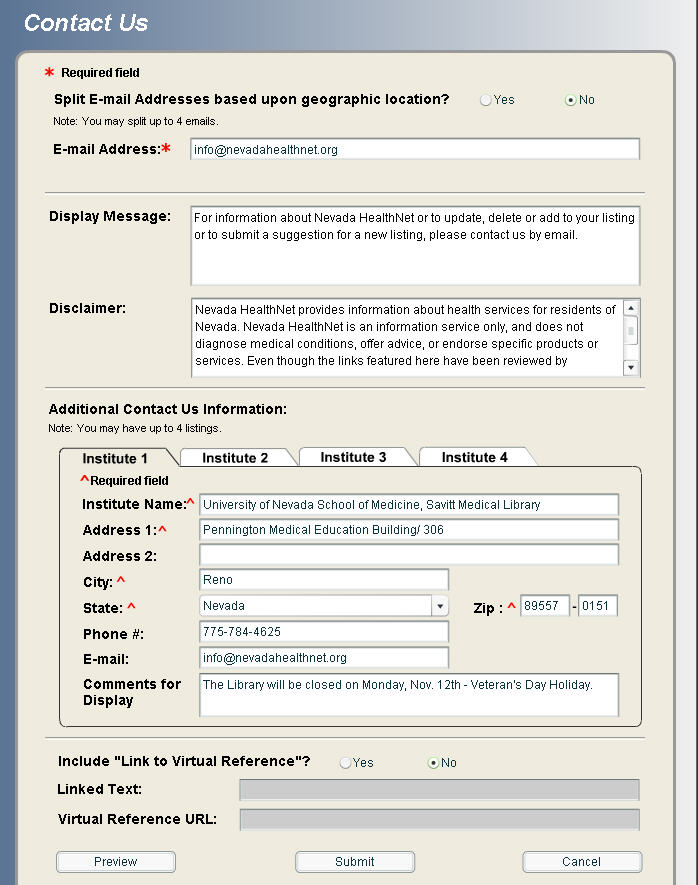 Contact Us
* Required field
Split E-mail Addresses based upon geographic location? Yes No
Note: You may split up to 4 emails.
E-mail Address:* info@nevadahealthnet.org
Display Message: For information about Nevada HealthNet or to update, delete or add to your listing
or to submit a suggestion for a new listing, please contact us by email.
Disclaimer: Nevada HealthNet provides information about health services for residents of
Nevada. Nevada HealthNet is an information service only, and does not
diagnose medical conditions, offer advice, or endorse specific products or
services. Even though the links featured here have been reviewed by
Additional Contact Us Information:
Note: You may have up to 4 listings.
Institute 1 Institute 2 Institute 3 Institute 4
^Required field
Institute Name:^ University of Nevada School of Medicine, Savitt Medical Library
Address 1:^ Pennington Medical Education Building/ 306
Address 2:
City: ^ Reno
State: ^ Nevada Zip : ^ 89557 - 0151
Phone #: 775-784-4625
E-mail: info@nevadahealthnet.org
Comments for The Library will be closed on Monday, Nov. 12th - Veteran's Day Holiday.
Display
Include "Link to Virtual Reference"? Yes No
Linked Text:
Virtual Reference URL:
Preview Submit Cancel